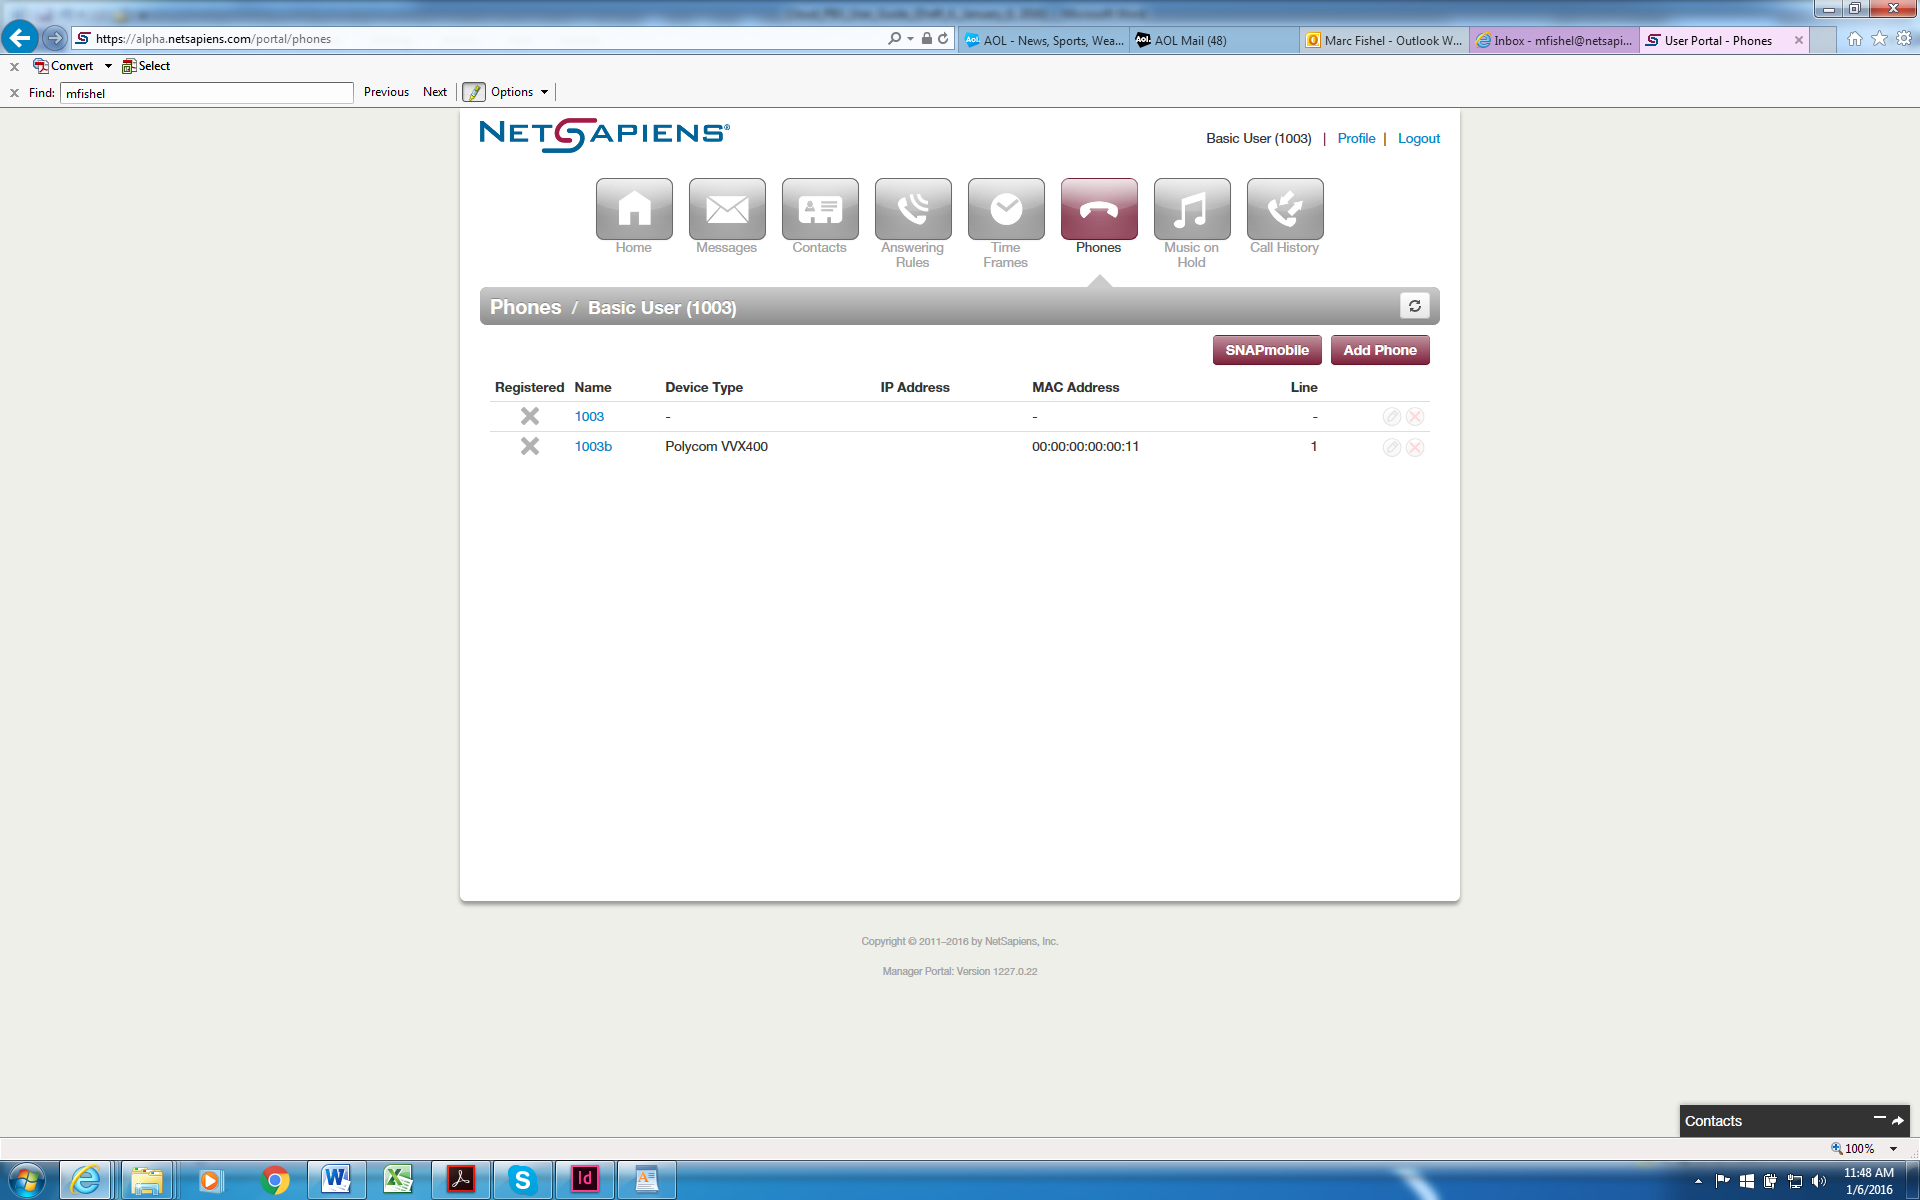 https://alpha.netsapiens.com/portal/phones
AOL - News, Sports, Wea...
AOL Mail (48)
Marc Fishel - Outlook W...
Inbox - mfishel@netsapi...
User Portal - Phones
x Convert Select
x Find: mfishel Previous Next Options
NETSAPIENS®
Basic User (1003) | Profile | Logout
Home
Messages
Contacts
Answering Rules
Time Frames
Phones
Music on Hold
Call History
Phones / Basic User (1003)
SNAPmobile Add Phone
Registered Name Device Type IP Address MAC Address Line
1003 - - -
1003b Polycom VVX400 00:00:00:00:00:11 1
Copyright © 2011–2016 by NetSapiens, Inc.
Manager Portal: Version 1227.0.22
Contacts
100%
11:48 AM
1/6/2016